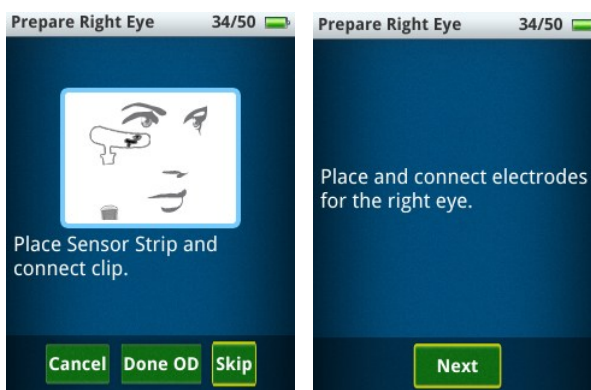 Prepare Right Eye 34/50
Place Sensor Strip and
connect clip.
Cancel Done OD Skip
Prepare Right Eye 34/50
Place and connect electrodes
for the right eye.
Next